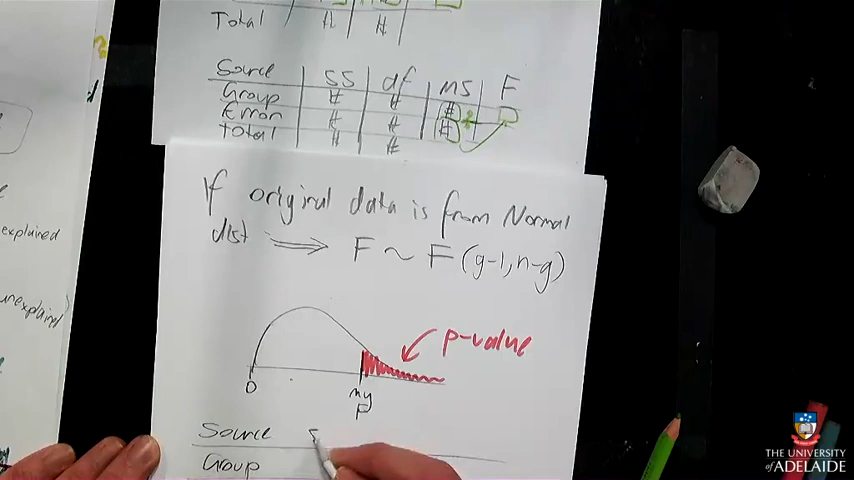 Total # #
Source SS df MS F
Group # # #
Error # # #
Total # #
explained
unexplained
If original data is from Normal
dist ⟹ F ~ F(g-1, n-g)
p-value
0
my
F
Source S
Group
THE UNIVERSITY
of ADELAIDE